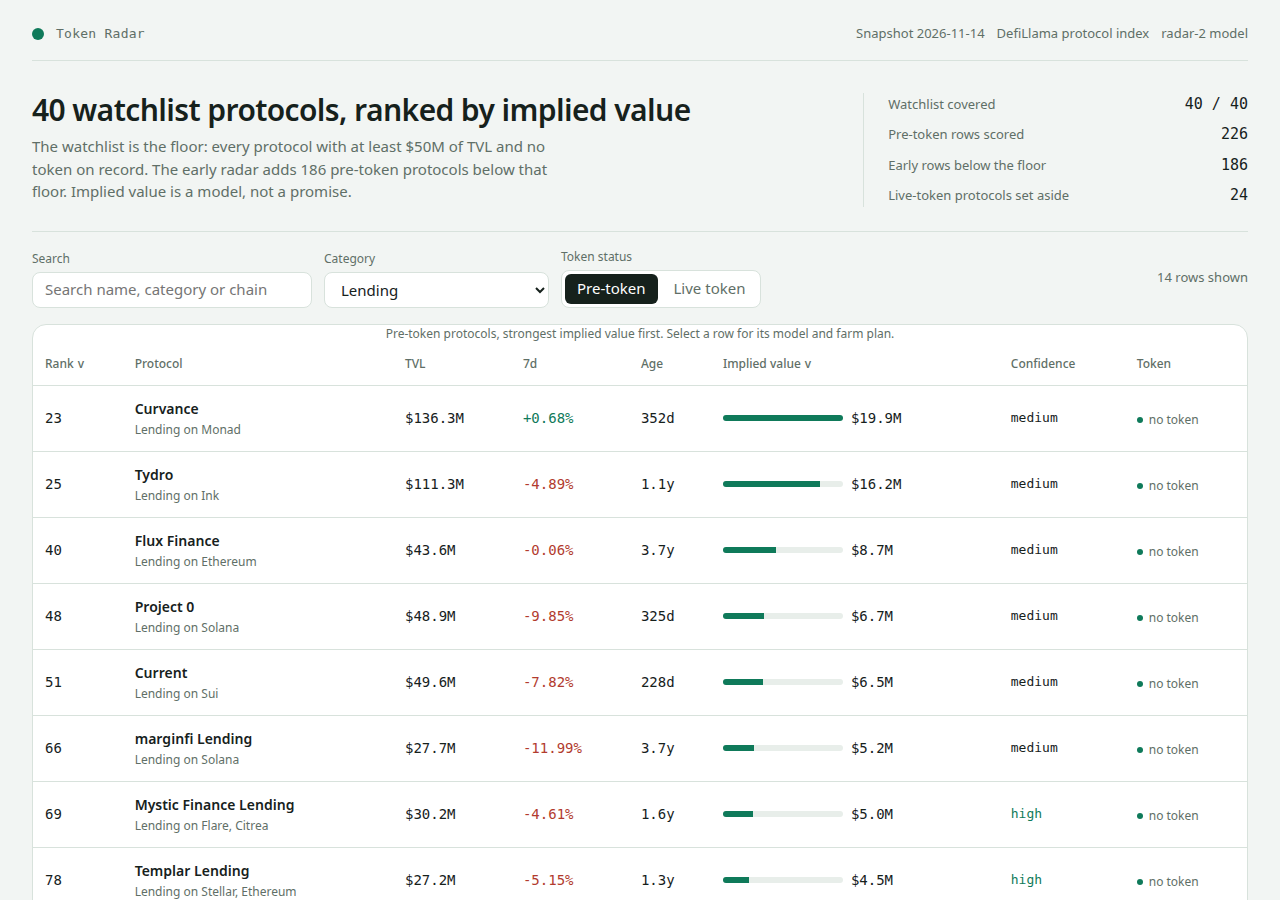 Token Radar
Snapshot 2026-11-14 DefiLlama protocol index radar-2 model
40 watchlist protocols, ranked by implied value
The watchlist is the floor: every protocol with at least $50M of TVL and no
token on record. The early radar adds 186 pre-token protocols below that
floor. Implied value is a model, not a promise.
Watchlist covered 40 / 40
Pre-token rows scored 226
Early rows below the floor 186
Live-token protocols set aside 24
Search
Search name, category or chain
Category
Lending
Token status
Pre-token Live token
14 rows shown
Pre-token protocols, strongest implied value first. Select a row for its model and farm plan.
Rank v Protocol TVL 7d Age Implied value v Confidence Token
23 Curvance $136.3M +0.68% 352d $19.9M medium no token
Lending on Monad
25 Tydro $111.3M -4.89% 1.1y $16.2M medium no token
Lending on Ink
40 Flux Finance $43.6M -0.06% 3.7y $8.7M medium no token
Lending on Ethereum
48 Project 0 $48.9M -9.85% 325d $6.7M medium no token
Lending on Solana
51 Current $49.6M -7.82% 228d $6.5M medium no token
Lending on Sui
66 marginfi Lending $27.7M -11.99% 3.7y $5.2M medium no token
Lending on Solana
69 Mystic Finance Lending $30.2M -4.61% 1.6y $5.0M high no token
Lending on Flare, Citrea
78 Templar Lending $27.2M -5.15% 1.3y $4.5M high no token
Lending on Stellar, Ethereum